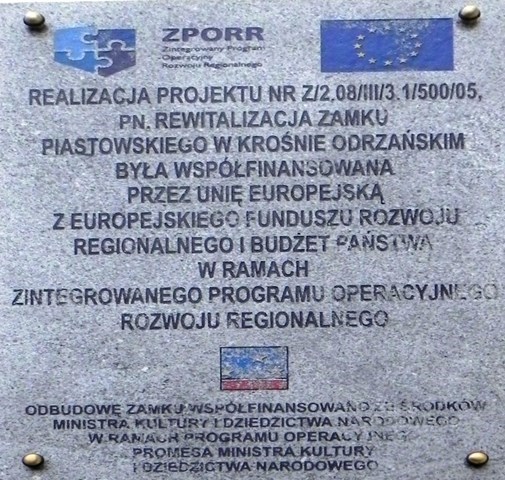 ZPORR
Zintegrowany Program
Operacyjny
Rozwoju Regionalnego
REALIZACJA PROJEKTU NR Z/2.08/III/3.1/500/05,
PN. REWITALIZACJA ZAMKU
PIASTOWSKIEGO W KROŚNIE ODRZAŃSKIM
BYŁA WSPÓŁFINANSOWANA
PRZEZ UNIĘ EUROPEJSKĄ
Z EUROPEJSKIEGO FUNDUSZU ROZWOJU
REGIONALNEGO I BUDŻET PAŃSTWA
W RAMACH
ZINTEGROWANEGO PROGRAMU OPERACYJNEGO
ROZWOJU REGIONALNEGO
ODBUDOWĘ ZAMKU WSPÓŁFINANSOWANO ZE ŚRODKÓW
MINISTRA KULTURY I DZIEDZICTWA NARODOWEGO
W RAMACH PROGRAMU OPERACYJNEGO
PROMESA MINISTRA KULTURY
I DZIEDZICTWA NARODOWEGO